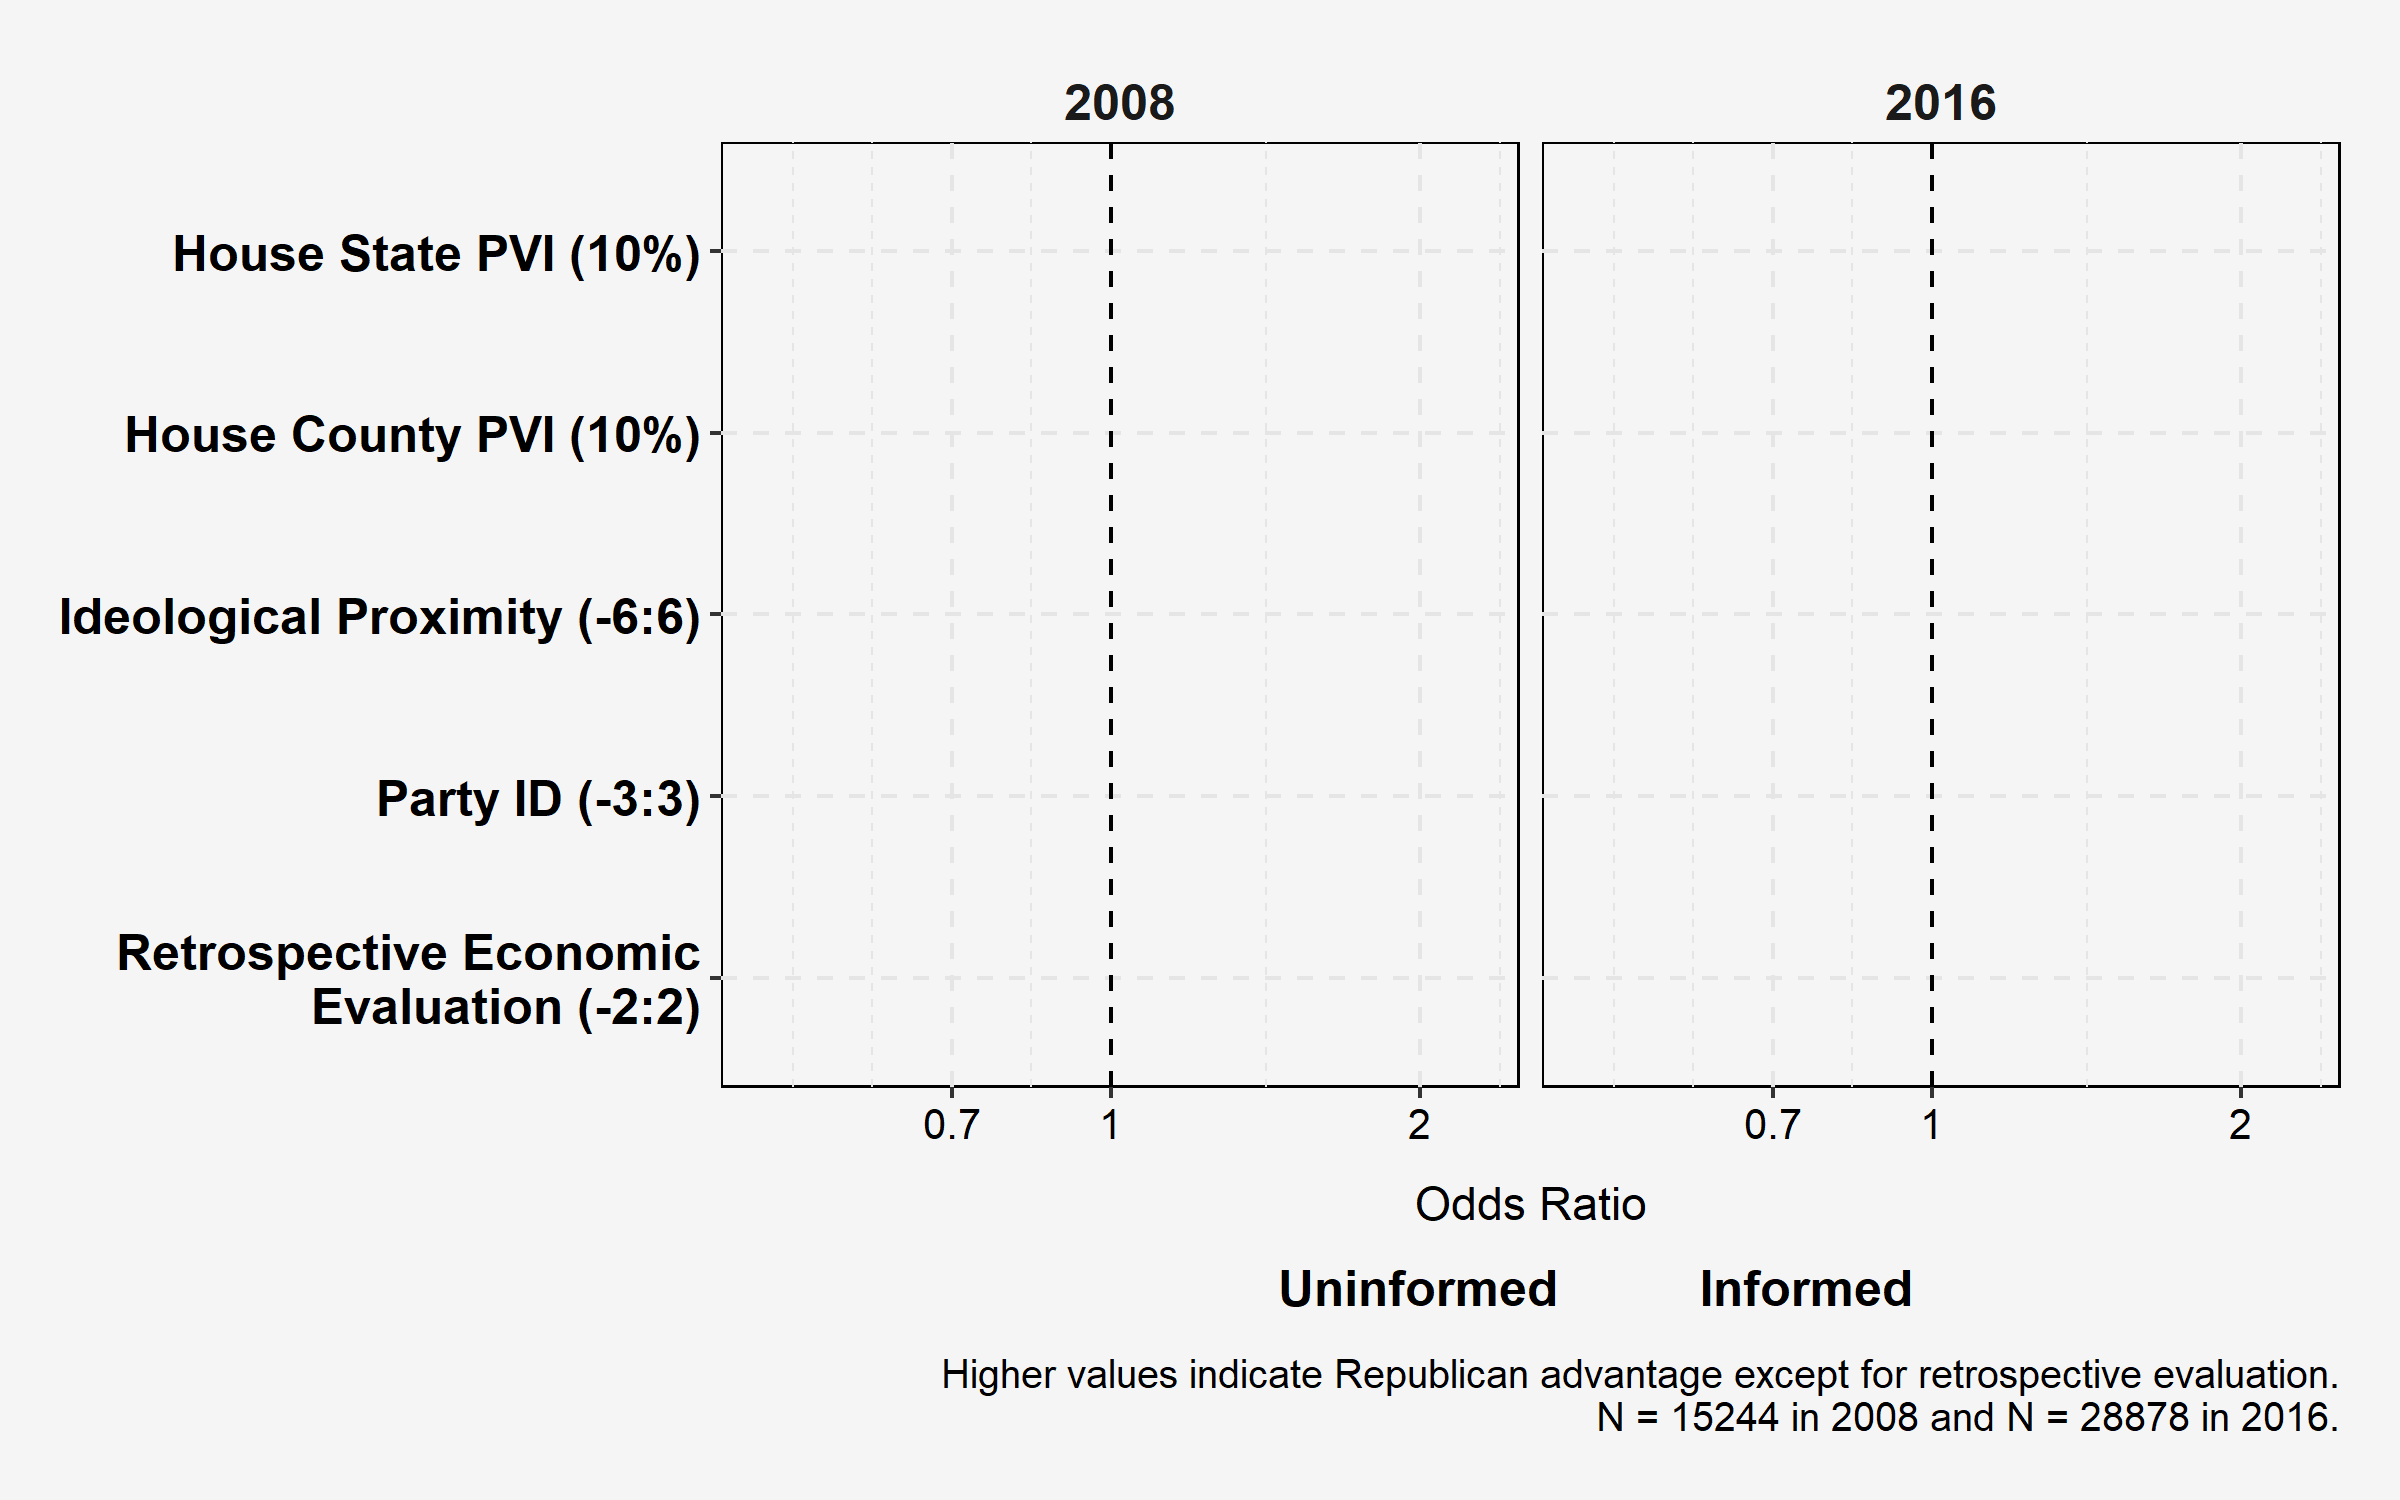 2008
2016
House State PVI (10%)
House County PVI (10%)
Ideological Proximity (-6:6)
Party ID (-3:3)
Retrospective Economic
Evaluation (-2:2)
0.7 1 2
0.7 1 2
Odds Ratio
Uninformed
Informed
Higher values indicate Republican advantage except for retrospective evaluation.
N = 15244 in 2008 and N = 28878 in 2016.